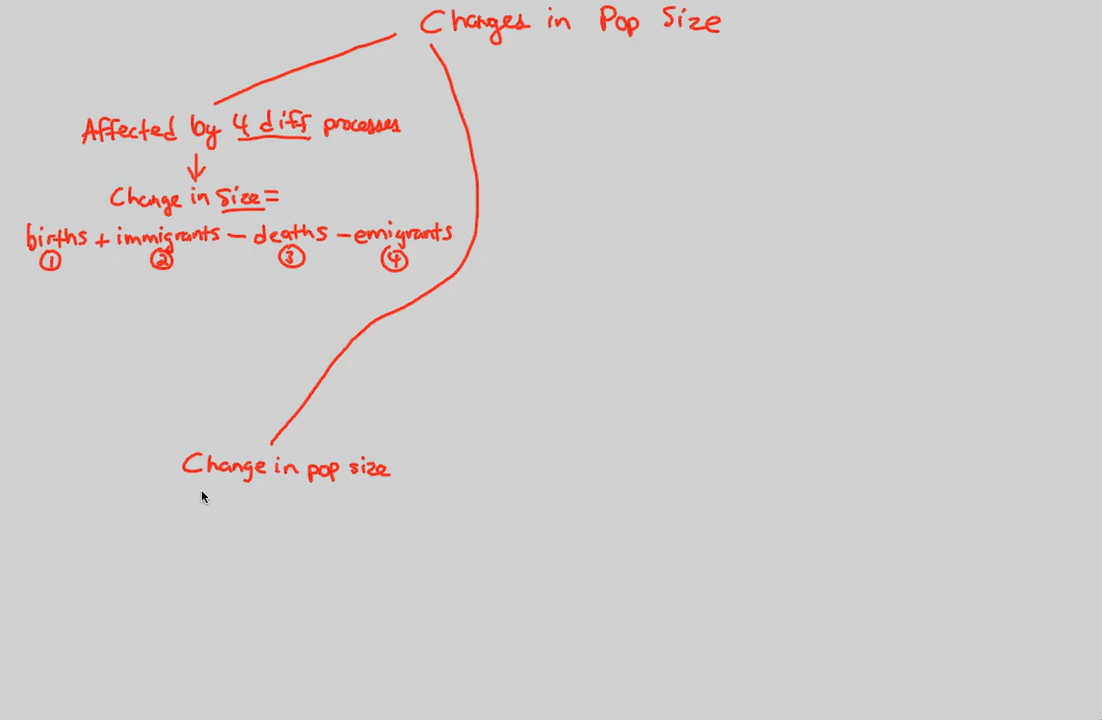 Changes in Pop Size
Affected by 4 diff processes
↓
Change in size=
births + immigrants - deaths - emigrants
① ② ③ ④
Change in pop size